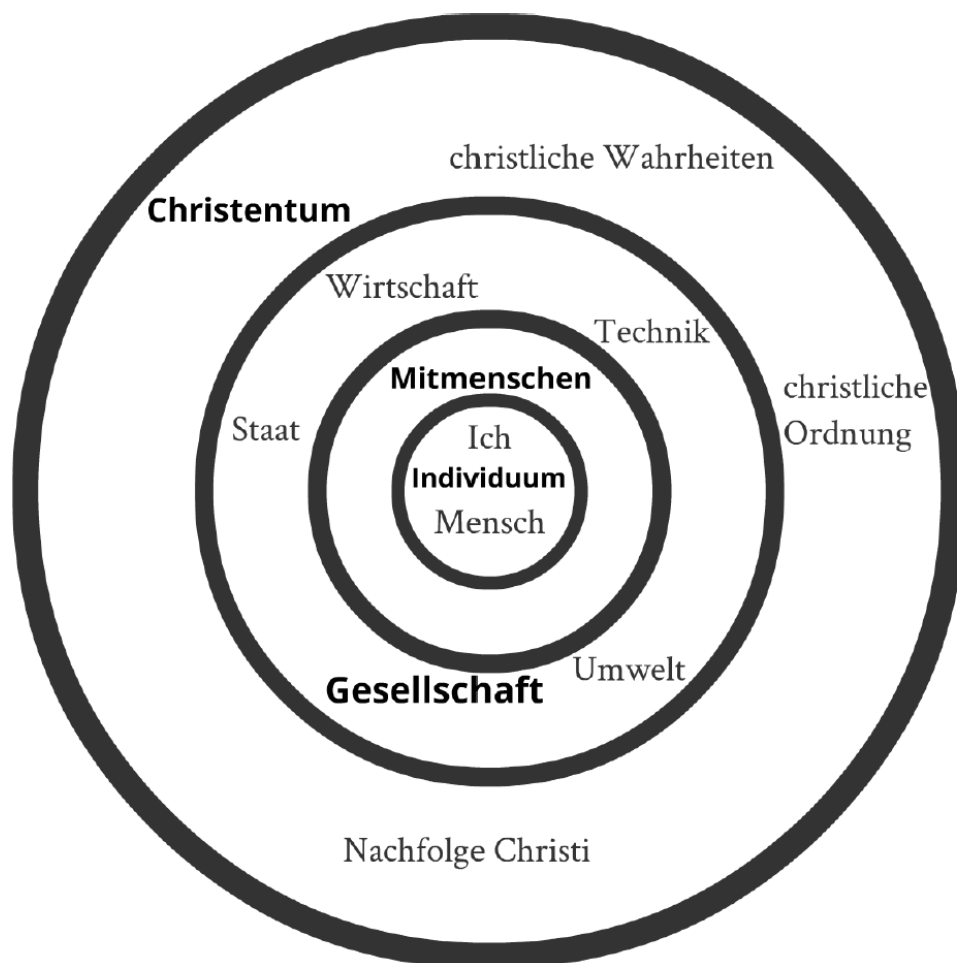 christliche Wahrheiten
Christentum
Wirtschaft
Technik
Mitmenschen
christliche
Ordnung
Staat
Ich
Individuum
Mensch
Umwelt
Gesellschaft
Nachfolge Christi